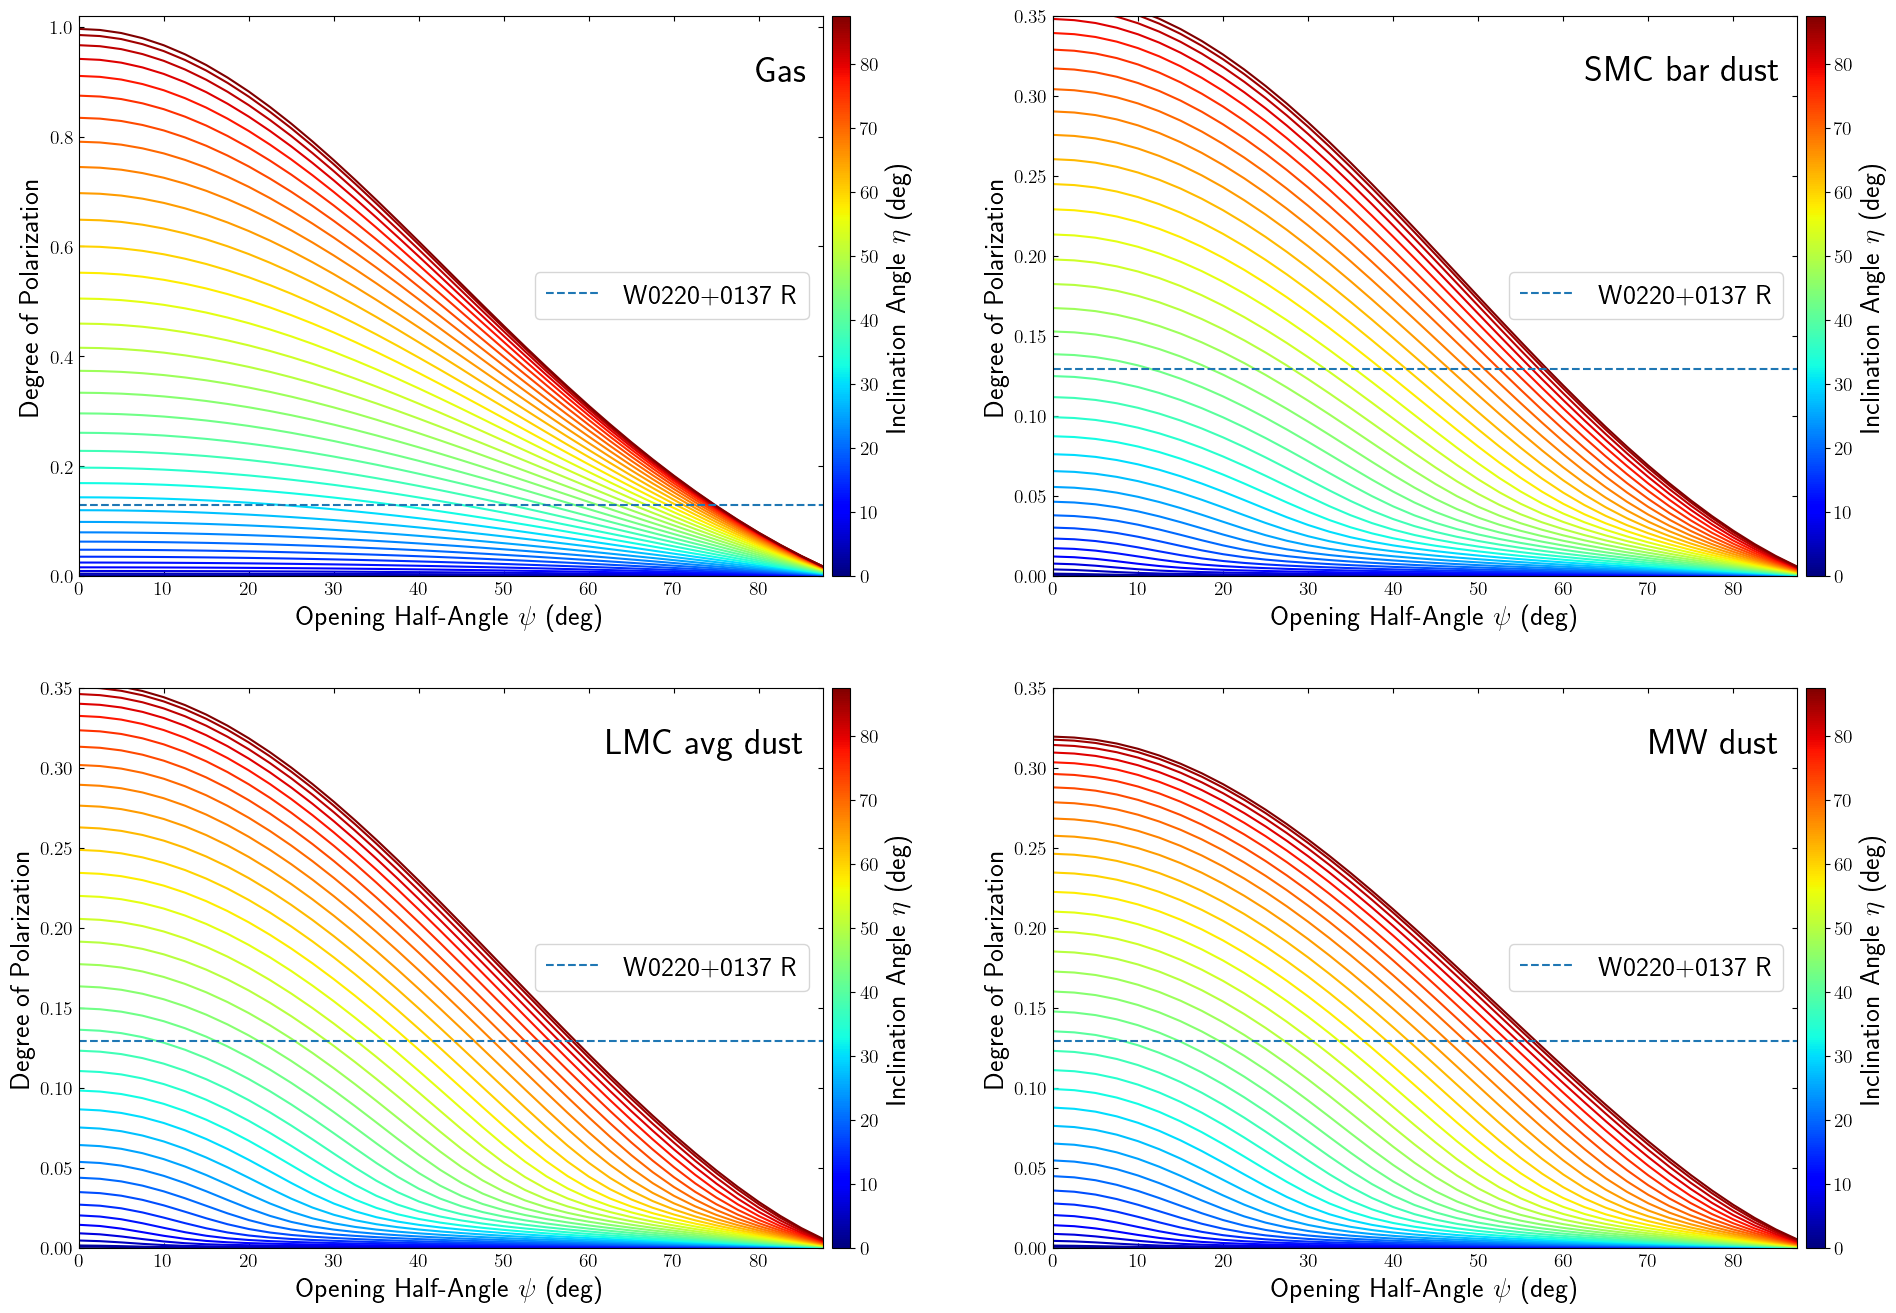 Gas
W0220+0137 R
Degree of Polarization
1.0
0.8
0.6
0.4
0.2
0.0
0 10 20 30 40 50 60 70 80
Opening Half-Angle ψ (deg)
80
70
60
50
40
30
20
10
0
Inclination Angle η (deg)
SMC bar dust
W0220+0137 R
Degree of Polarization
0.35
0.30
0.25
0.20
0.15
0.10
0.05
0.00
0 10 20 30 40 50 60 70 80
Opening Half-Angle ψ (deg)
80
70
60
50
40
30
20
10
0
Inclination Angle η (deg)
LMC avg dust
W0220+0137 R
Degree of Polarization
0.35
0.30
0.25
0.20
0.15
0.10
0.05
0.00
0 10 20 30 40 50 60 70 80
Opening Half-Angle ψ (deg)
80
70
60
50
40
30
20
10
0
Inclination Angle η (deg)
MW dust
W0220+0137 R
Degree of Polarization
0.35
0.30
0.25
0.20
0.15
0.10
0.05
0.00
0 10 20 30 40 50 60 70 80
Opening Half-Angle ψ (deg)
80
70
60
50
40
30
20
10
0
Inclination Angle η (deg)